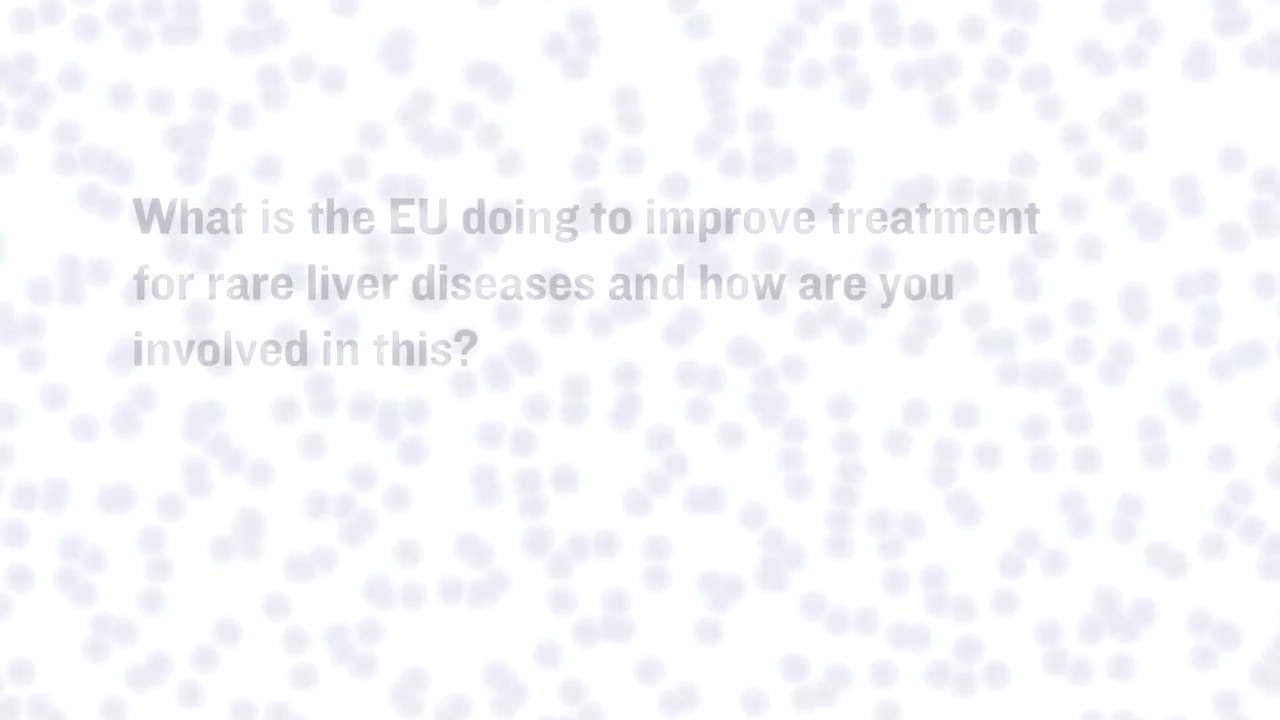 What is the EU doing to improve treatment
for rare liver diseases and how are you
involved in this?